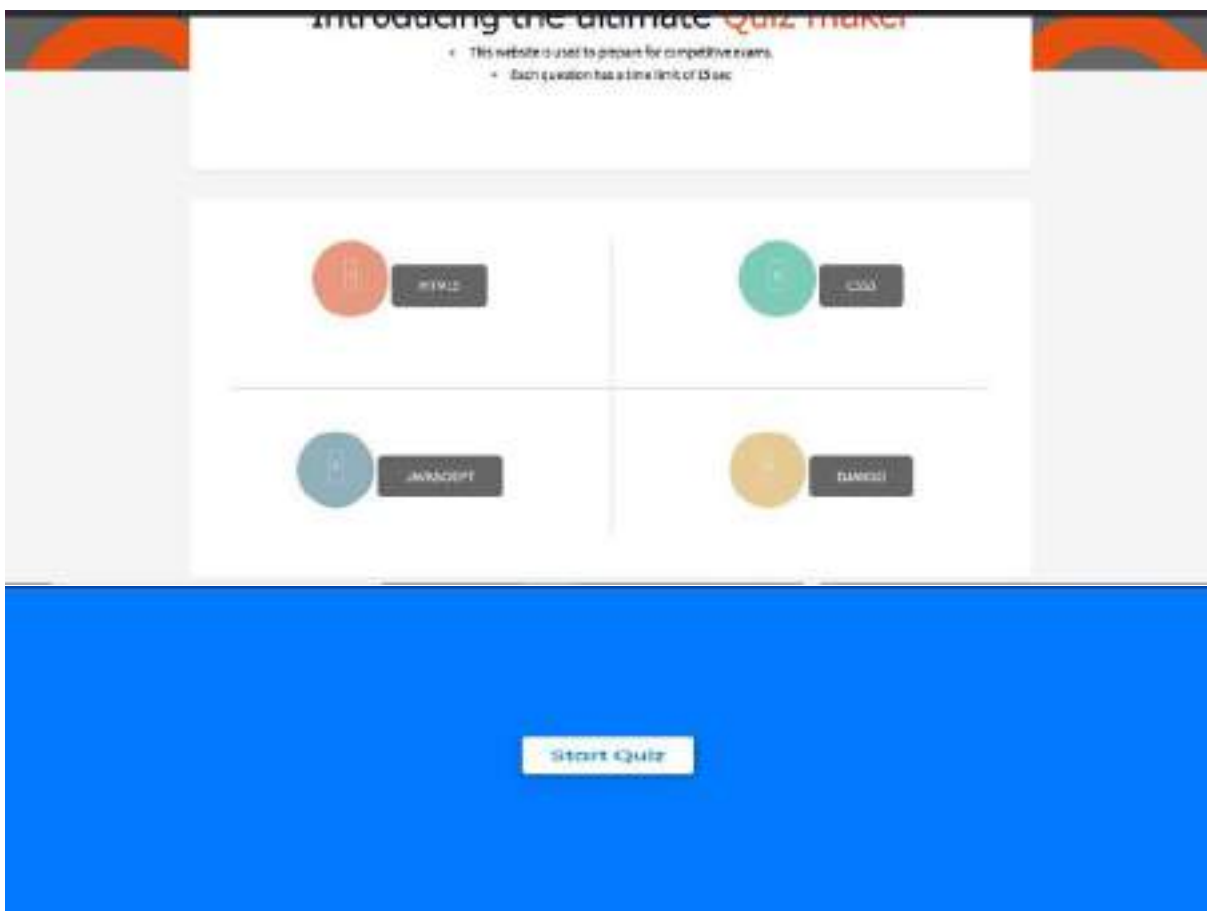 Introducing the ultimate Quiz maker
This website is used to prepare for competitive exams.
Each question has a time limit of 15 sec
HTML5
CSS3
JAVASCRIPT
DJANGO
Start Quiz